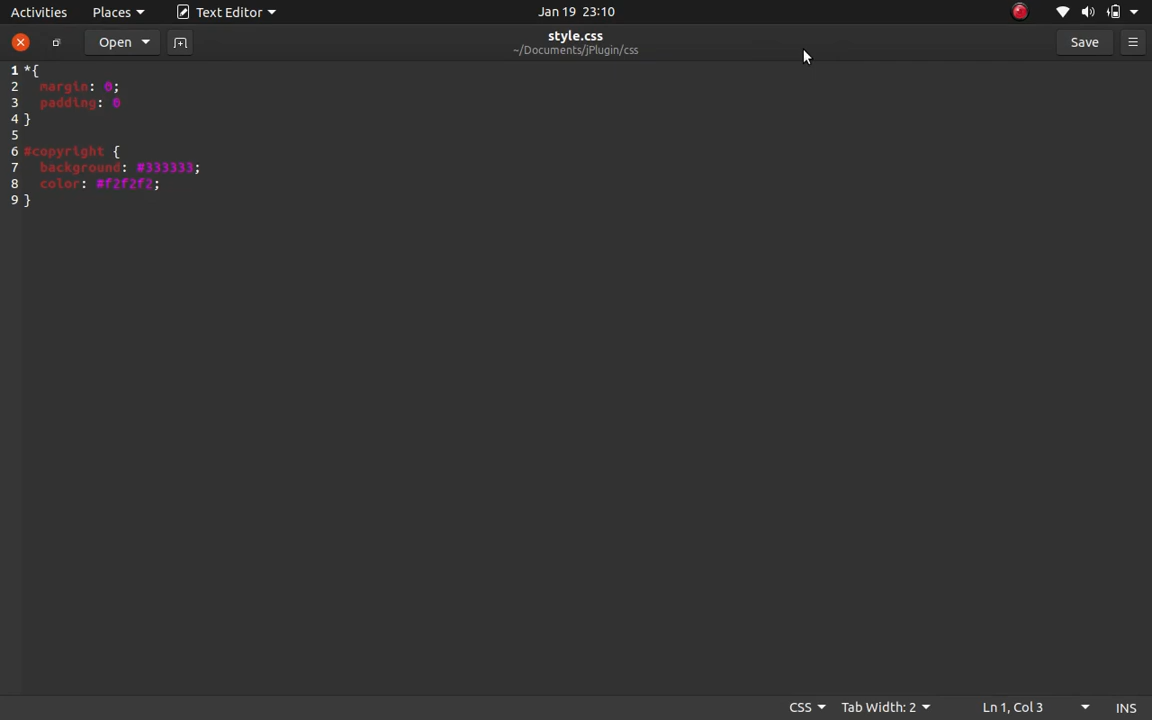 Activities Places Text Editor Jan 19 23:10
Open style.css Save
~/Documents/jPlugin/css
1 *{
2 margin: 0;
3 padding: 0
4 }
5
6 #copyright {
7 background: #333333;
8 color: #f2f2f2;
9 }
CSS Tab Width: 2 Ln 1, Col 3 INS